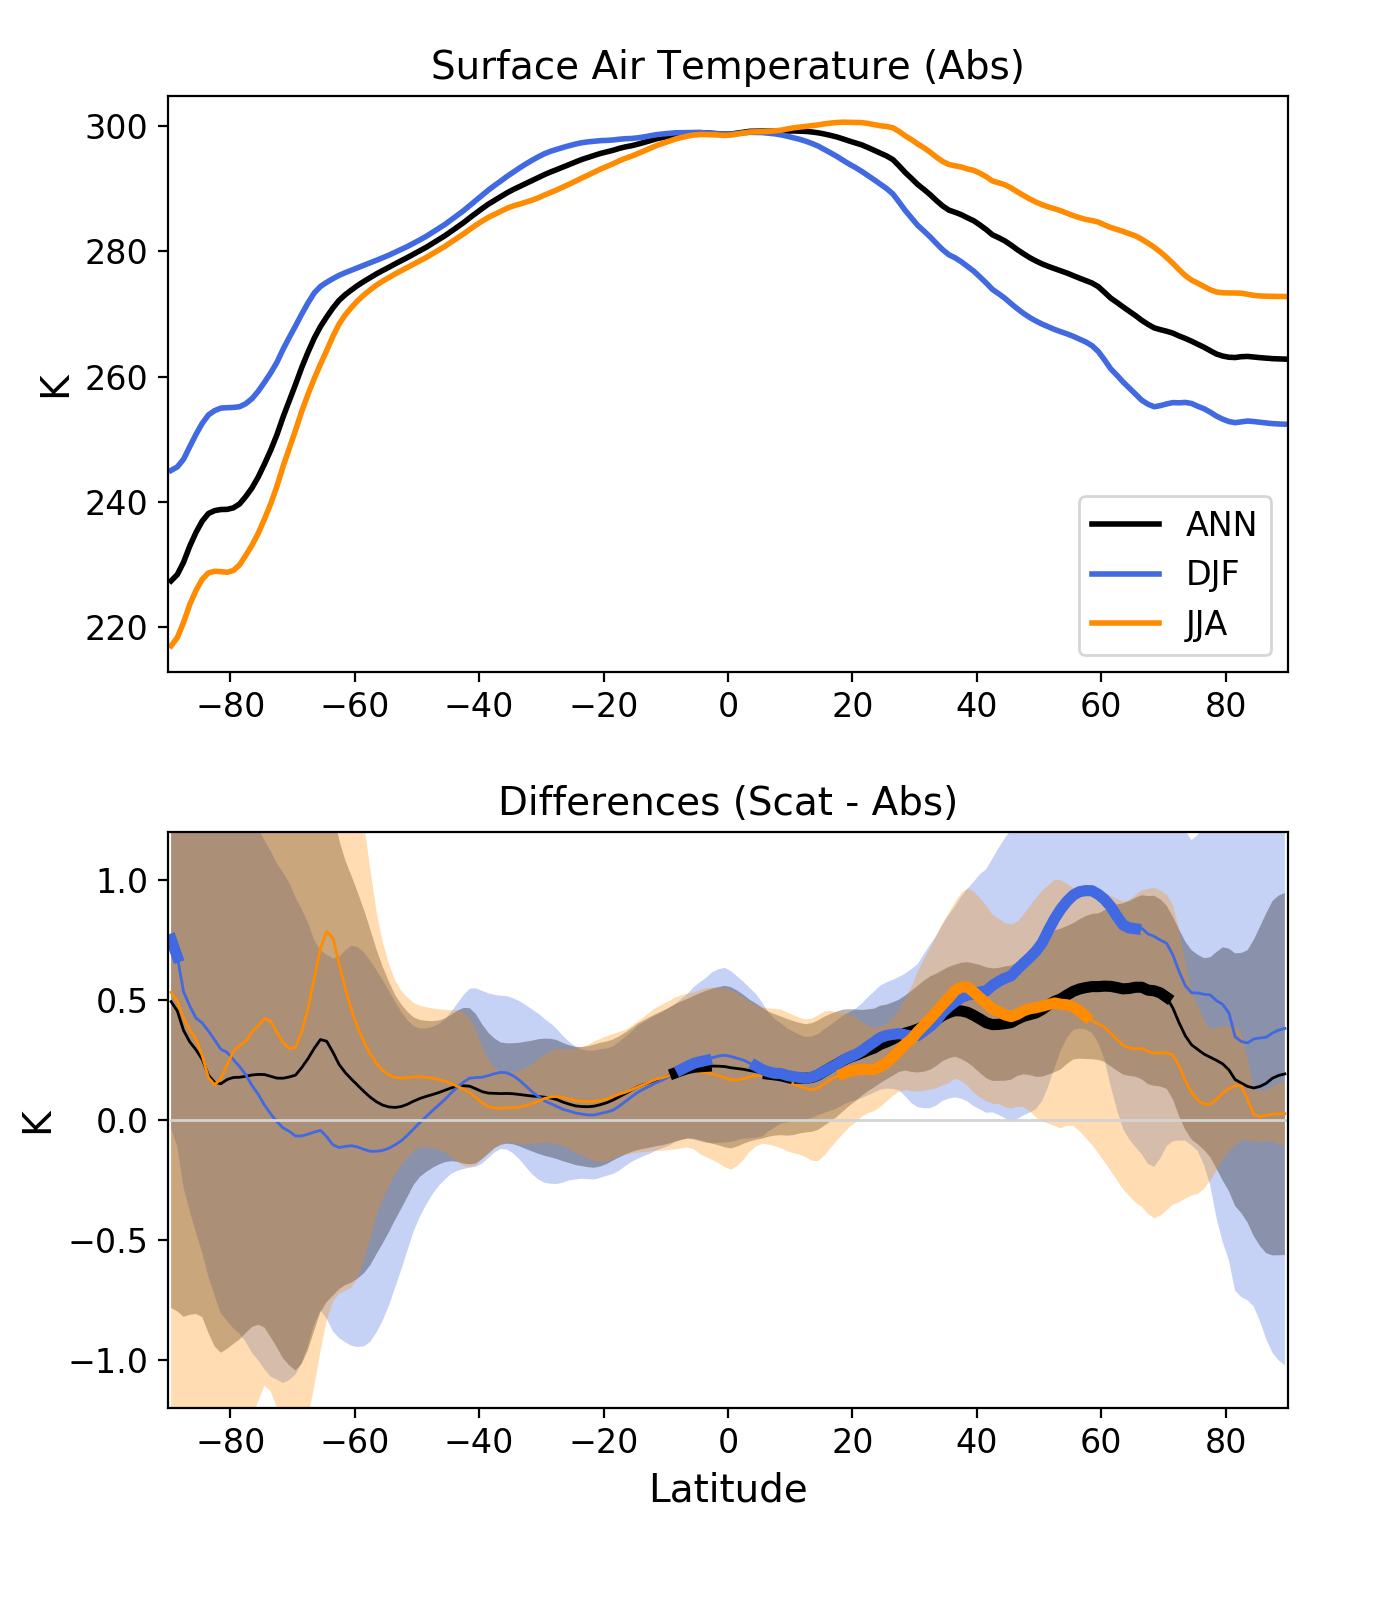 Surface Air Temperature (Abs)
K
300
280
260
240
220
ANN
DJF
JJA
−80 −60 −40 −20 0 20 40 60 80
Differences (Scat - Abs)
K
1.0
0.5
0.0
−0.5
−1.0
−80 −60 −40 −20 0 20 40 60 80
Latitude